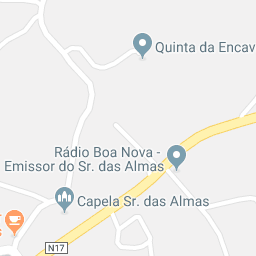 Quinta da Encav
Rádio Boa Nova -
Emissor do Sr. das Almas
Capela Sr. das Almas
N17